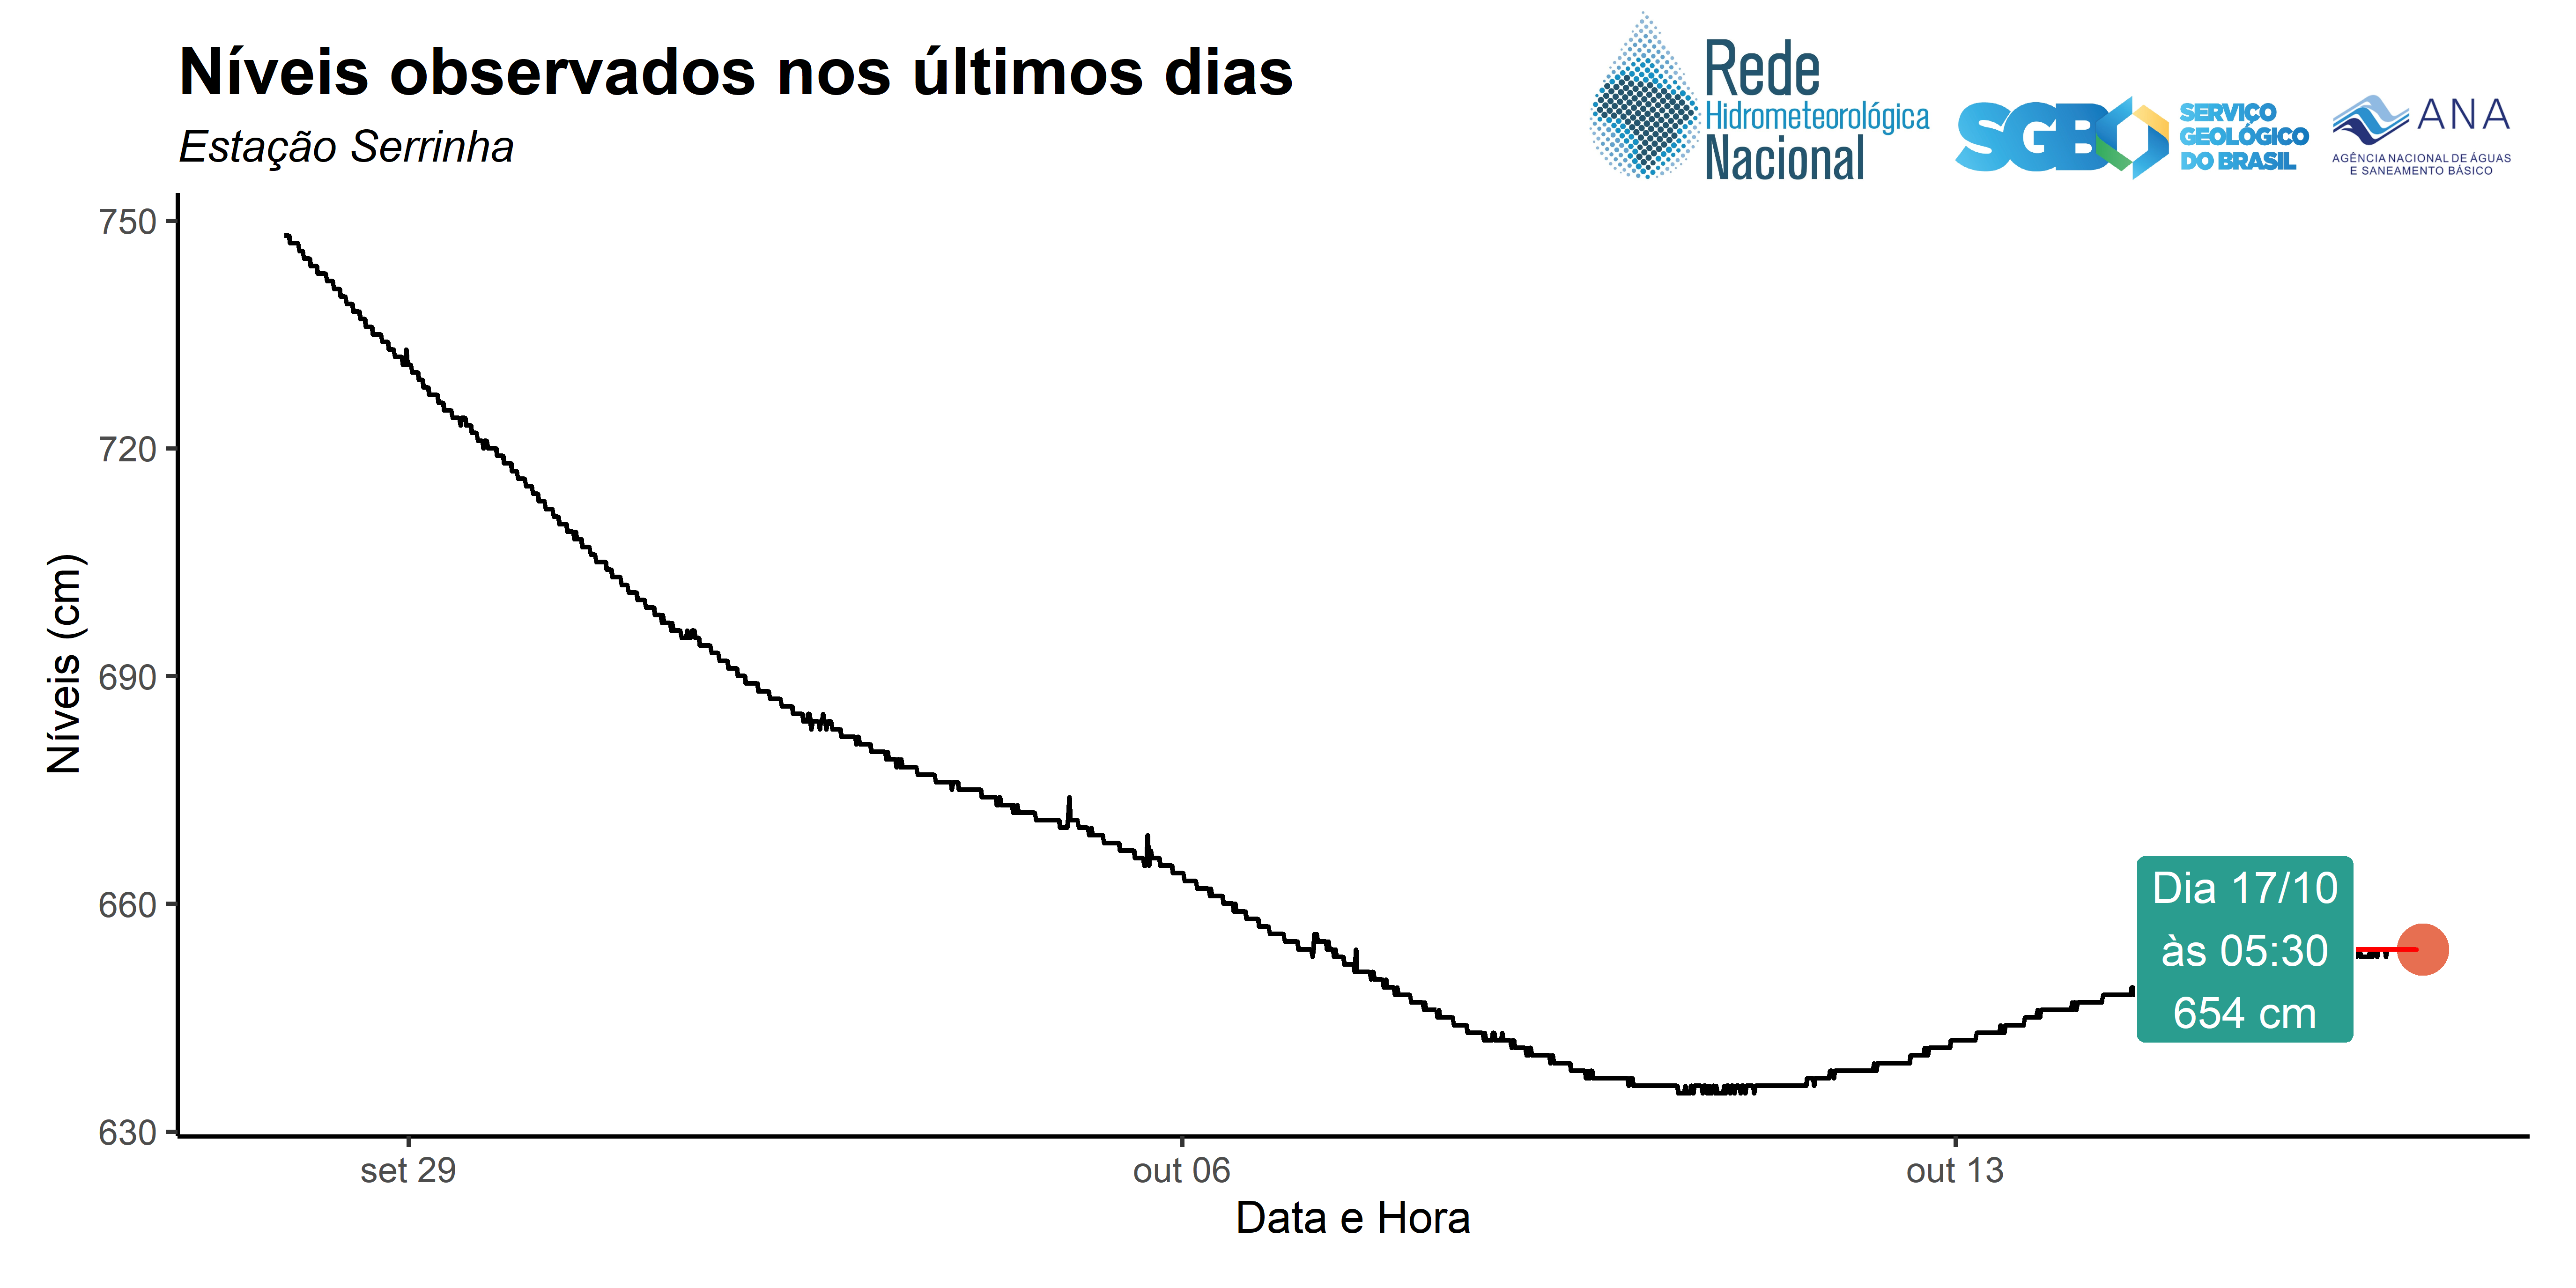 Níveis observados nos últimos dias
Estação Serrinha
Rede
Hidrometeorológica
Nacional
SGB
SERVIÇO
GEOLÓGICO
DO BRASIL
ANA
AGÊNCIA NACIONAL DE ÁGUAS
E SANEAMENTO BÁSICO
Níveis (cm)
750
720
690
660
630
Dia 17/10
às 05:30
654 cm
set 29
out 06
out 13
Data e Hora